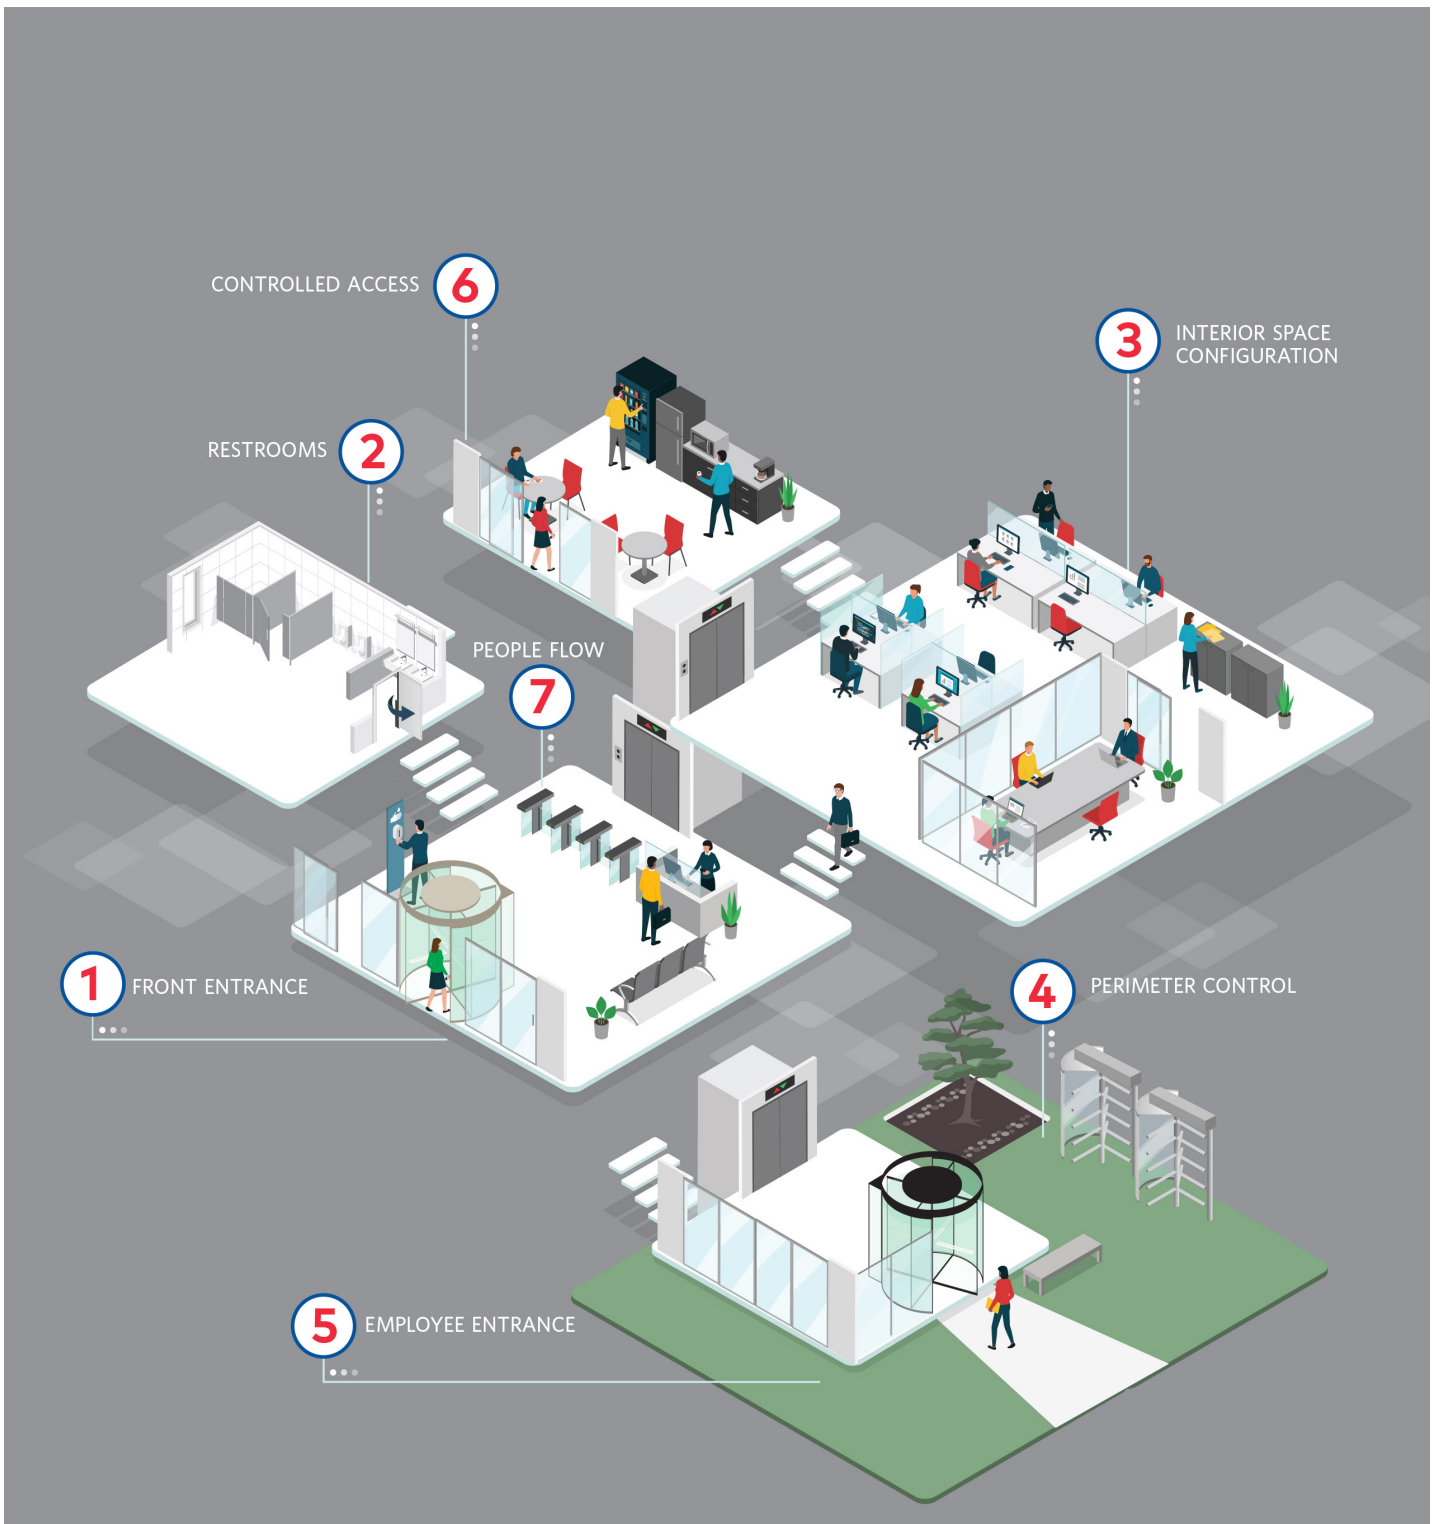 CONTROLLED ACCESS
6
3
INTERIOR SPACE
CONFIGURATION
RESTROOMS
2
PEOPLE FLOW
7
1
FRONT ENTRANCE
4
PERIMETER CONTROL
5
EMPLOYEE ENTRANCE